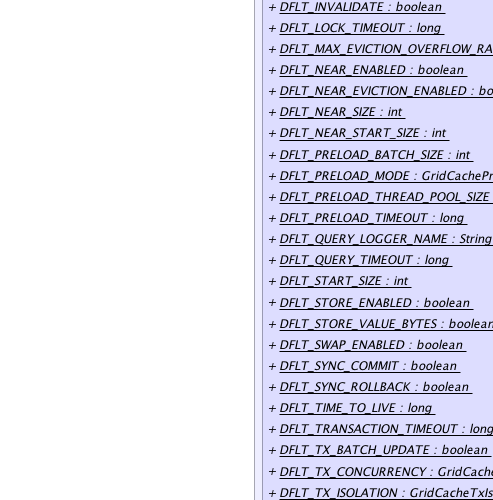 + DFLT_INVALIDATE : boolean
+ DFLT_LOCK_TIMEOUT : long
+ DFLT_MAX_EVICTION_OVERFLOW_RA
+ DFLT_NEAR_ENABLED : boolean
+ DFLT_NEAR_EVICTION_ENABLED : bo
+ DFLT_NEAR_SIZE : int
+ DFLT_NEAR_START_SIZE : int
+ DFLT_PRELOAD_BATCH_SIZE : int
+ DFLT_PRELOAD_MODE : GridCachePr
+ DFLT_PRELOAD_THREAD_POOL_SIZE
+ DFLT_PRELOAD_TIMEOUT : long
+ DFLT_QUERY_LOGGER_NAME : String
+ DFLT_QUERY_TIMEOUT : long
+ DFLT_START_SIZE : int
+ DFLT_STORE_ENABLED : boolean
+ DFLT_STORE_VALUE_BYTES : boolean
+ DFLT_SWAP_ENABLED : boolean
+ DFLT_SYNC_COMMIT : boolean
+ DFLT_SYNC_ROLLBACK : boolean
+ DFLT_TIME_TO_LIVE : long
+ DFLT_TRANSACTION_TIMEOUT : long
+ DFLT_TX_BATCH_UPDATE : boolean
+ DFLT_TX_CONCURRENCY : GridCache
+ DFLT_TX_ISOLATION : GridCacheTxIs